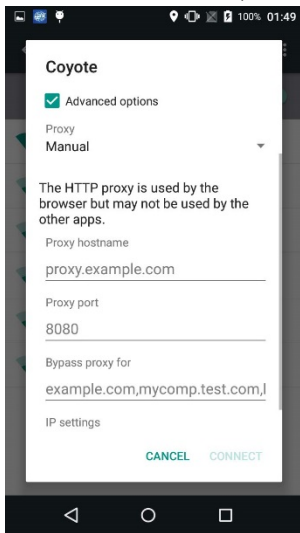 100% 01:49
Coyote
Advanced options
Proxy
Manual
The HTTP proxy is used by the
browser but may not be used by the
other apps.
Proxy hostname
proxy.example.com
Proxy port
8080
Bypass proxy for
example.com,mycomp.test.com,l
IP settings
CANCEL CONNECT